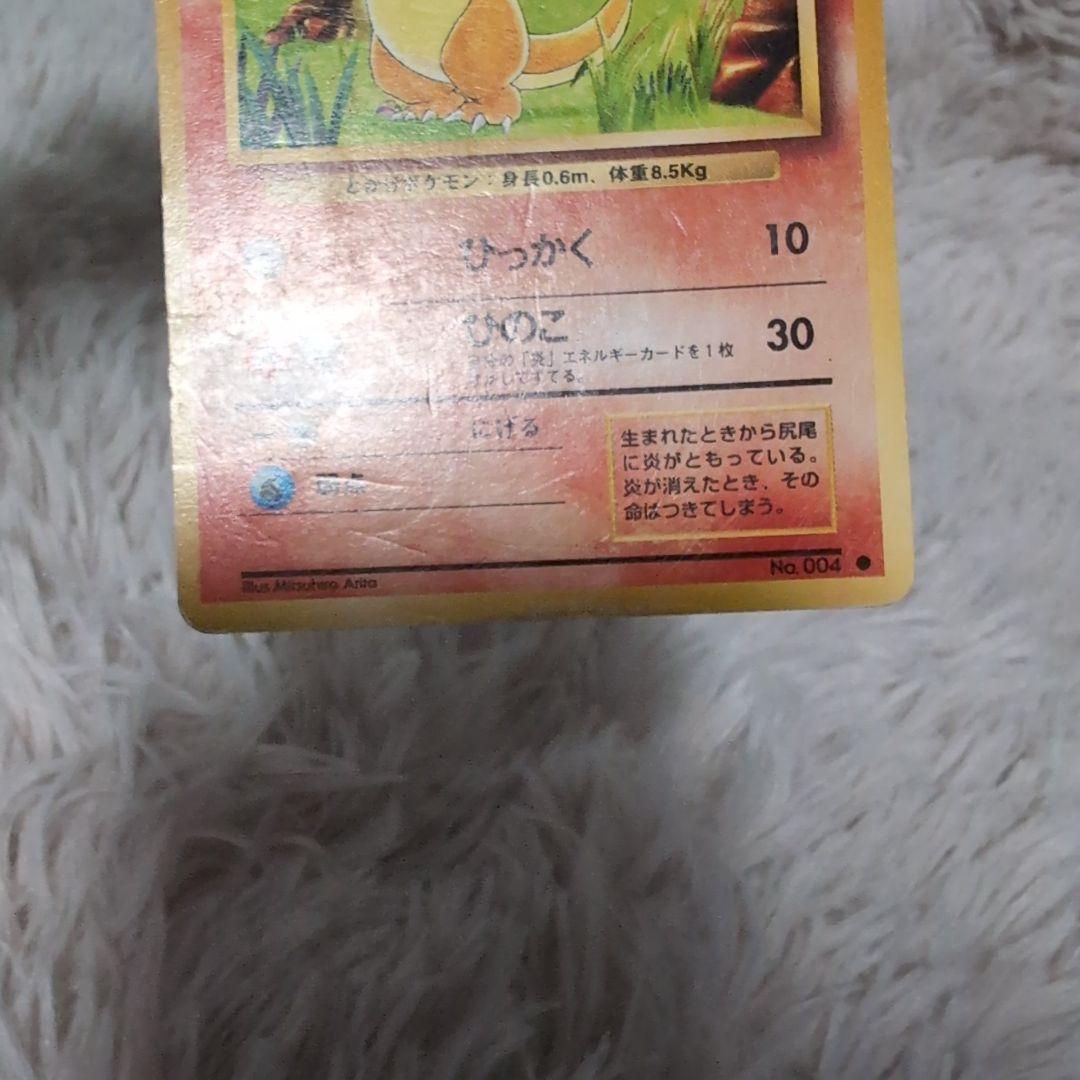 とかげポケモン：身長0.6m、体重8.5Kg
ひっかく 10
ひのこ 30
「炎」エネルギーカードを1枚
にげる
弱点
生まれたときから尻尾
に炎がともっている。
炎が消えたとき、その
命はつきてしまう。
Illus. Mitsuhiro Arita
No. 004 ●